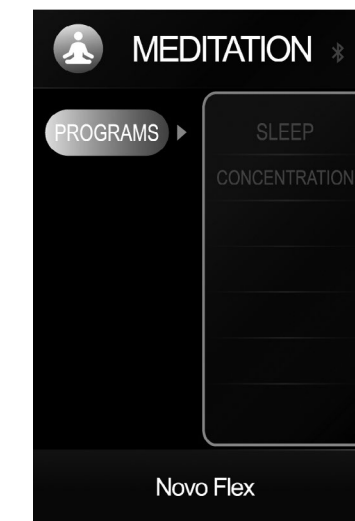 MEDITATION
PROGRAMS
SLEEP
CONCENTRATION
Novo Flex